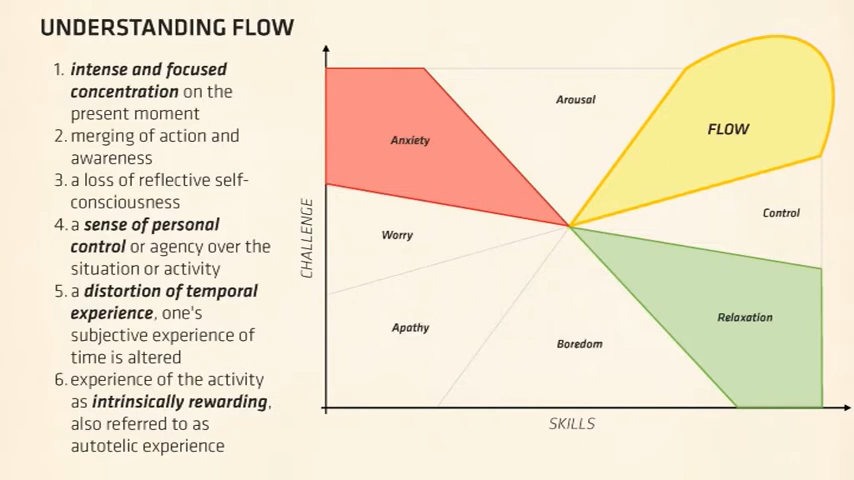 UNDERSTANDING FLOW
1. intense and focused
concentration on the
present moment
2. merging of action and
awareness
3. a loss of reflective self-
consciousness
4. a sense of personal
control or agency over the
situation or activity
5. a distortion of temporal
experience, one's
subjective experience of
time is altered
6. experience of the activity
as intrinsically rewarding,
also referred to as
autotelic experience
CHALLENGE
Arousal
FLOW
Anxiety
Control
Worry
Relaxation
Apathy
Boredom
SKILLS